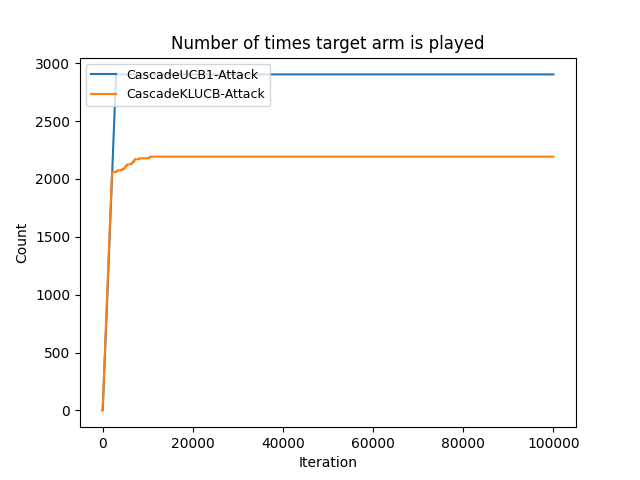 Number of times target arm is played
CascadeUCB1-Attack
CascadeKLUCB-Attack
3000
2500
2000
1500
1000
500
0
Count
0 20000 40000 60000 80000 100000
Iteration